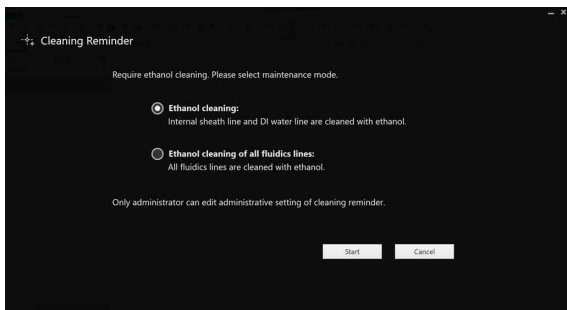 Cleaning Reminder
Require ethanol cleaning. Please select maintenance mode.
Ethanol cleaning:
Internal sheath line and DI water line are cleaned with ethanol.
Ethanol cleaning of all fluidics lines:
All fluidics lines are cleaned with ethanol.
Only administrator can edit administrative setting of cleaning reminder.
Start Cancel